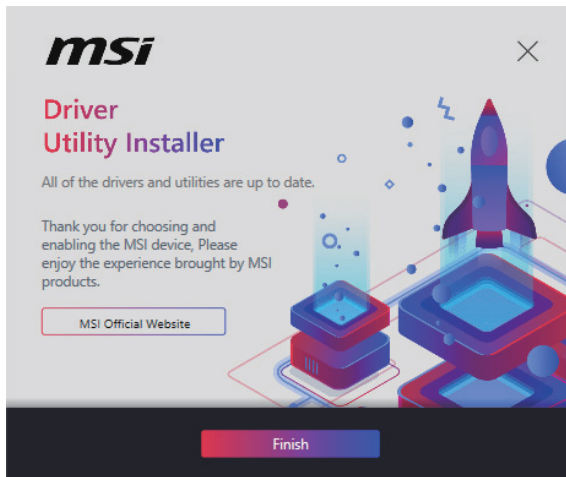 msi
Driver
Utility Installer
All of the drivers and utilities are up to date.
Thank you for choosing and
enabling the MSI device, Please
enjoy the experience brought by MSI
products.
MSI Official Website
Finish